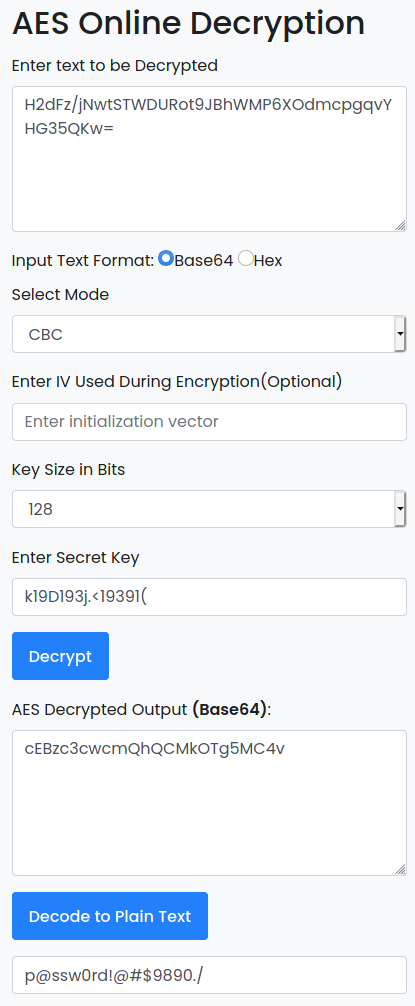 AES Online Decryption
Enter text to be Decrypted
H2dFz/jNwtSTWDURot9JBhWMP6XOdmcpgqvY
HG35QKw=
Input Text Format: Base64 Hex
Select Mode
CBC
Enter IV Used During Encryption(Optional)
Enter initialization vector
Key Size in Bits
128
Enter Secret Key
k19D193j.<19391(
Decrypt
AES Decrypted Output (Base64):
cEBzc3cwcmQhQCMkOTg5MC4v
Decode to Plain Text
p@ssw0rd!@#$9890./